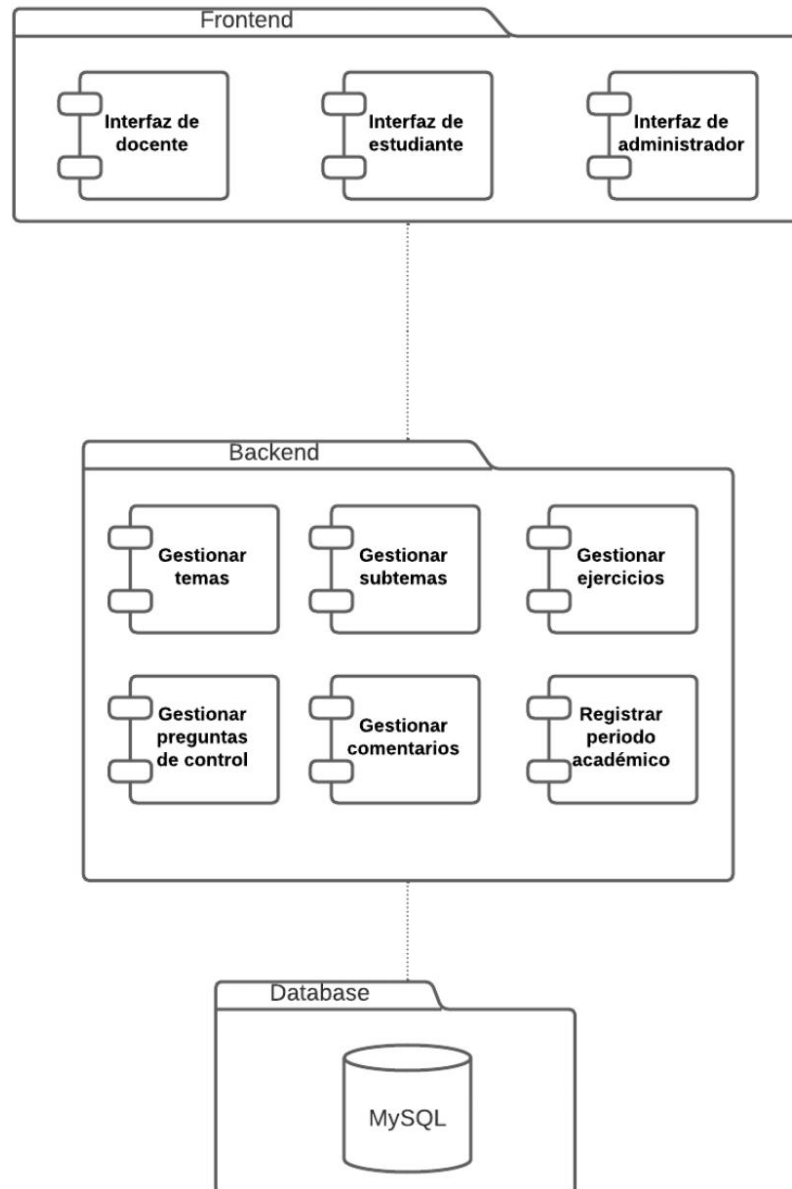 Frontend
Interfaz de
docente
Interfaz de
estudiante
Interfaz de
administrador
Backend
Gestionar
temas
Gestionar
subtemas
Gestionar
ejercicios
Gestionar
preguntas
de control
Gestionar
comentarios
Registrar
periodo
académico
Database
MySQL